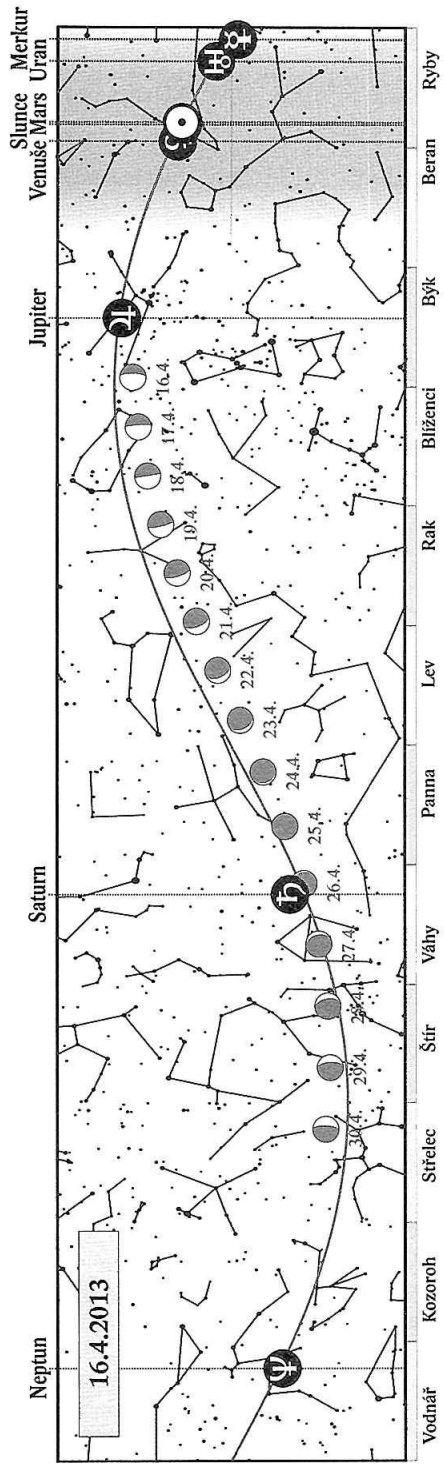 Neptun Saturn Jupiter Slunce Merkur
Venuše Mars Uran
16.4.2013
30.4. 29.4. 28.4. 27.4. 26.4. 25.4. 24.4. 23.4. 22.4. 21.4. 20.4. 19.4. 18.4. 17.4. 16.4.
Vodnář Kozoroh Střelec Štír Váhy Panna Lev Rak Blíženci Býk Beran Ryby